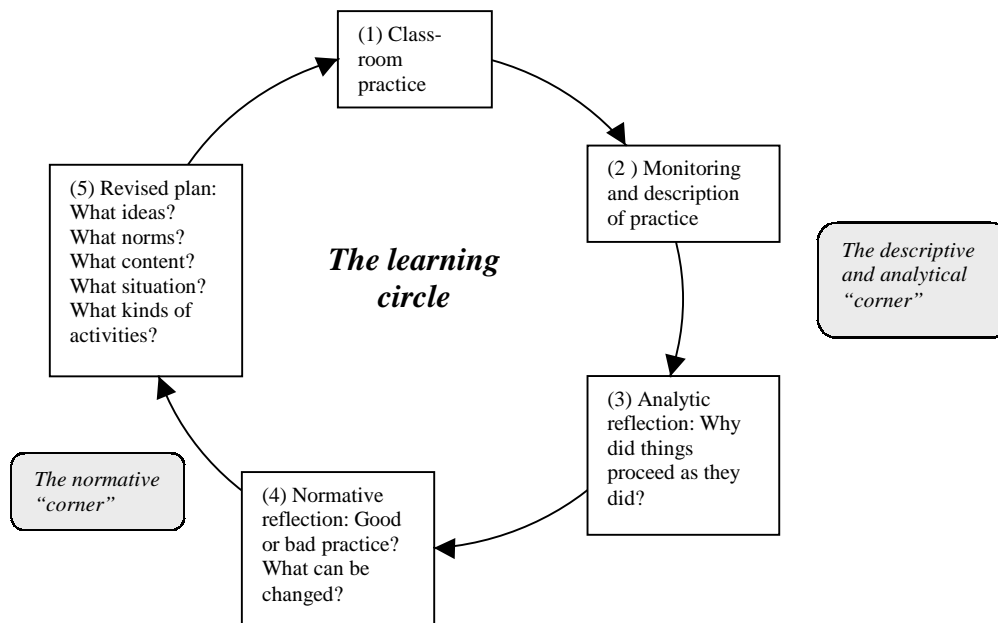 (1) Class-
room
practice
(2 ) Monitoring
and description
of practice
The descriptive
and analytical
“corner”
(3) Analytic
reflection: Why
did things
proceed as they
did?
(4) Normative
reflection: Good
or bad practice?
What can be
changed?
The normative
“corner”
(5) Revised plan:
What ideas?
What norms?
What content?
What situation?
What kinds of
activities?
The learning
circle